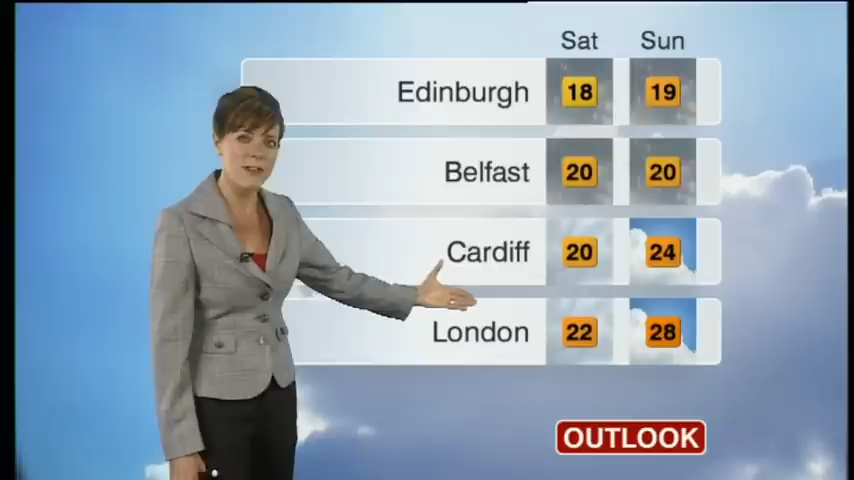 Sat Sun
Edinburgh 18 19
Belfast 20 20
Cardiff 20 24
London 22 28
OUTLOOK